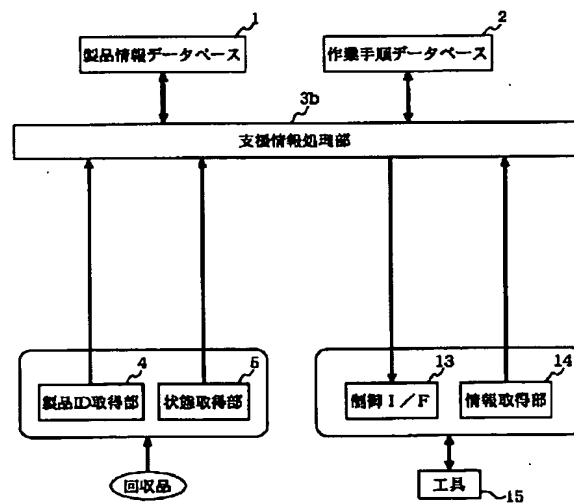 1
2
製品情報データベース
作業手順データベース
3b
支援情報処理部
4
5
13
14
製品ID取得部
状態取得部
制御I/F
情報取得部
回収品
工具
15